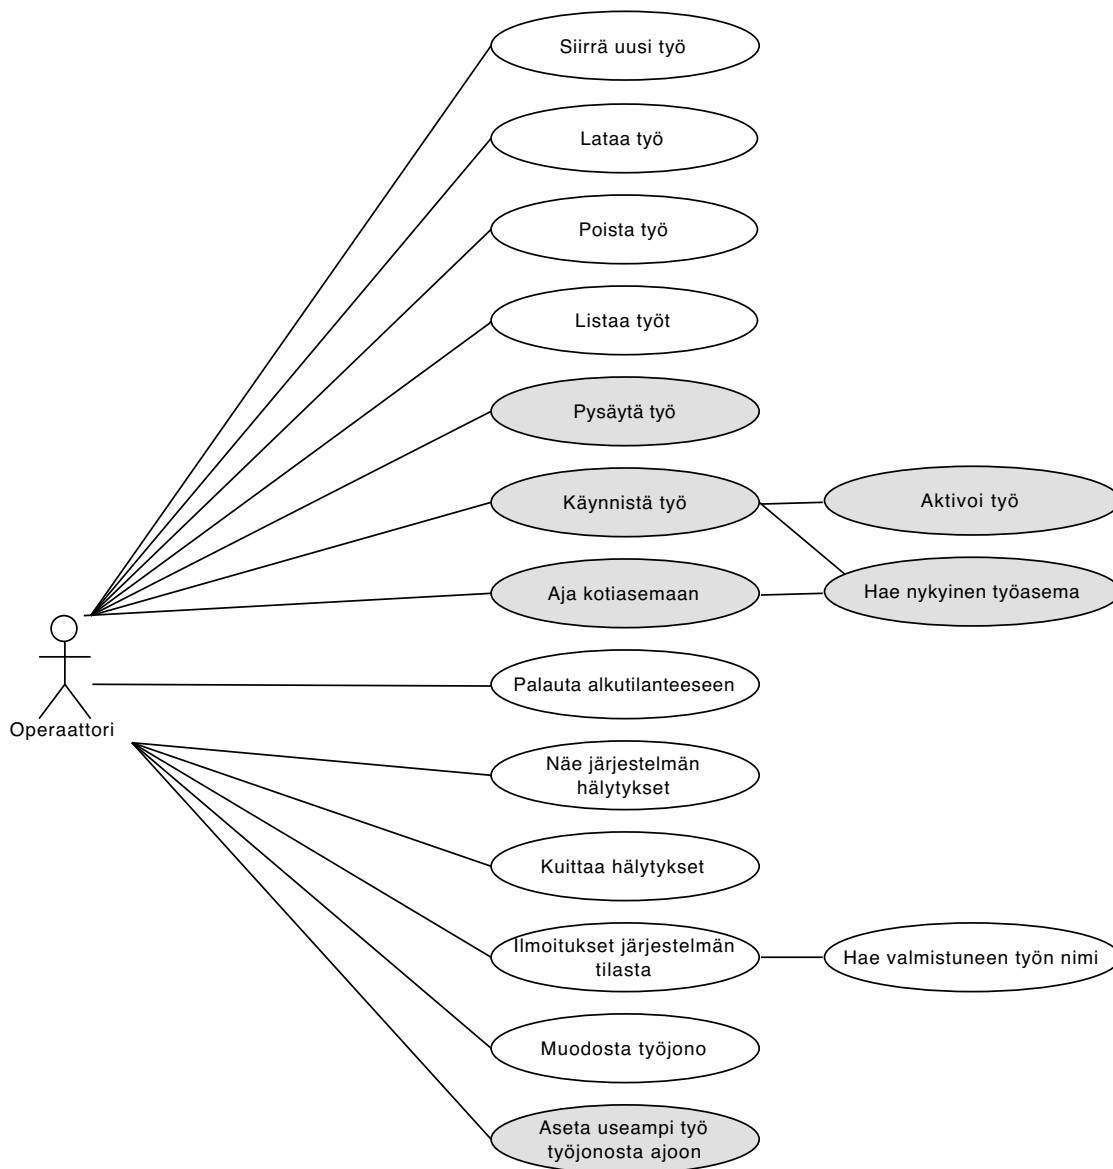 Siirrä uusi työ
Lataa työ
Poista työ
Listaa työt
Pysäytä työ
Käynnistä työ
Aktivoi työ
Aja kotiasemaan
Hae nykyinen työasema
Palauta alkutilanteeseen
Operaattori
Näe järjestelmän
hälytykset
Kuittaa hälytykset
Ilmoitukset järjestelmän
tilasta
Hae valmistuneen työn nimi
Muodosta työjono
Aseta useampi työ
työjonosta ajoon